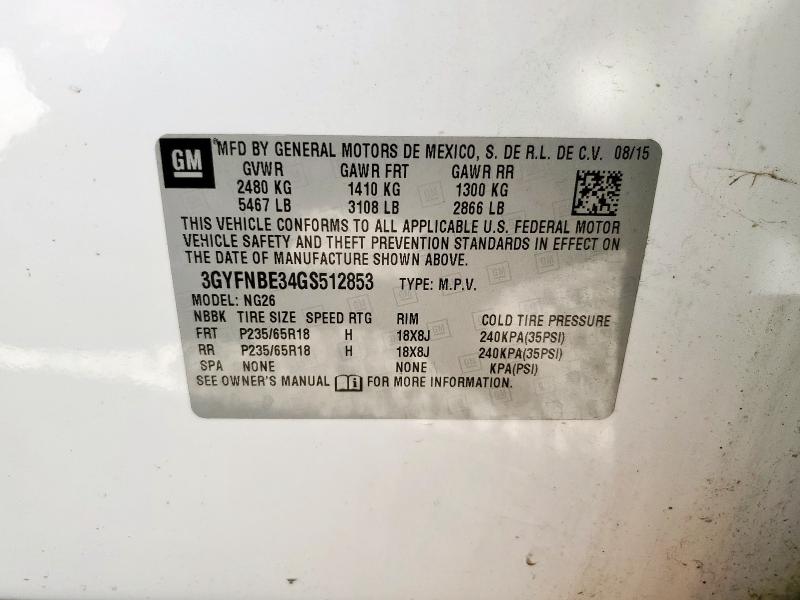 GM MFD BY GENERAL MOTORS DE MEXICO, S. DE R.L. DE C.V. 08/15
GVWR GAWR FRT GAWR RR
2480 KG 1410 KG 1300 KG
5467 LB 3108 LB 2866 LB
THIS VEHICLE CONFORMS TO ALL APPLICABLE U.S. FEDERAL MOTOR
VEHICLE SAFETY AND THEFT PREVENTION STANDARDS IN EFFECT ON
THE DATE OF MANUFACTURE SHOWN ABOVE.
3GYFNBE34GS512853 TYPE: M.P.V.
MODEL: NG26
NBBK TIRE SIZE SPEED RTG RIM COLD TIRE PRESSURE
FRT P235/65R18 H 18X8J 240KPA(35PSI)
RR P235/65R18 H 18X8J 240KPA(35PSI)
SPA NONE NONE KPA(PSI)
SEE OWNER'S MANUAL FOR MORE INFORMATION.